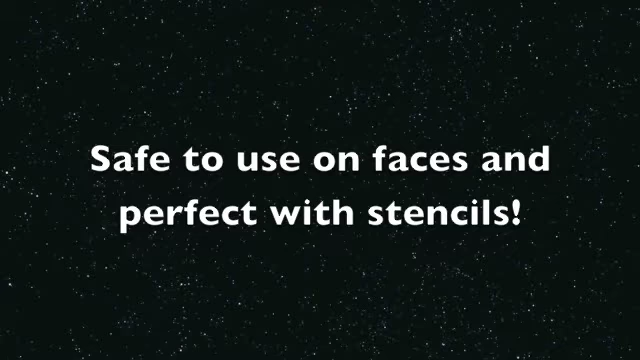 Safe to use on faces and
perfect with stencils!